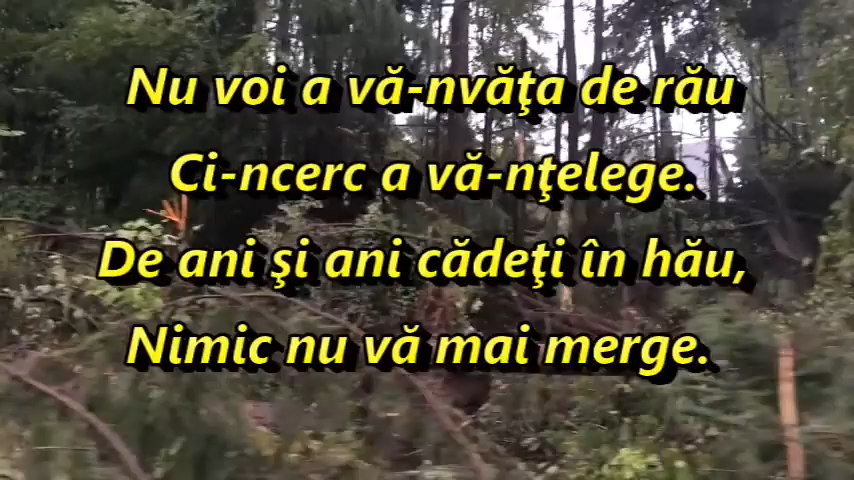 Nu voi a vă-nvăţa de rău
Ci-ncerc a vă-nţelege.
De ani şi ani cădeţi în hău,
Nimic nu vă mai merge.